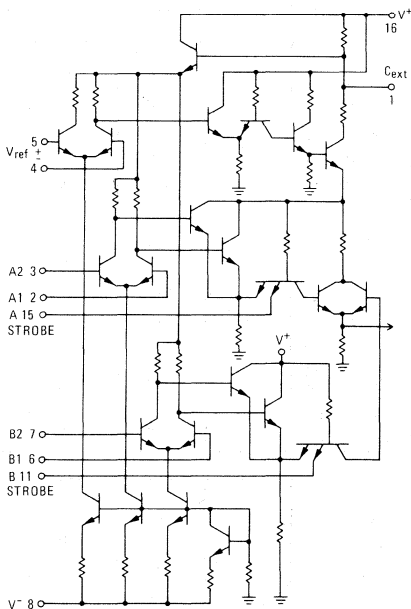 V+
16
Cext
1
5
Vref +
-
4
A2 3
A1 2
A 15
STROBE
V+
B2 7
B1 6
B 11
STROBE
V- 8